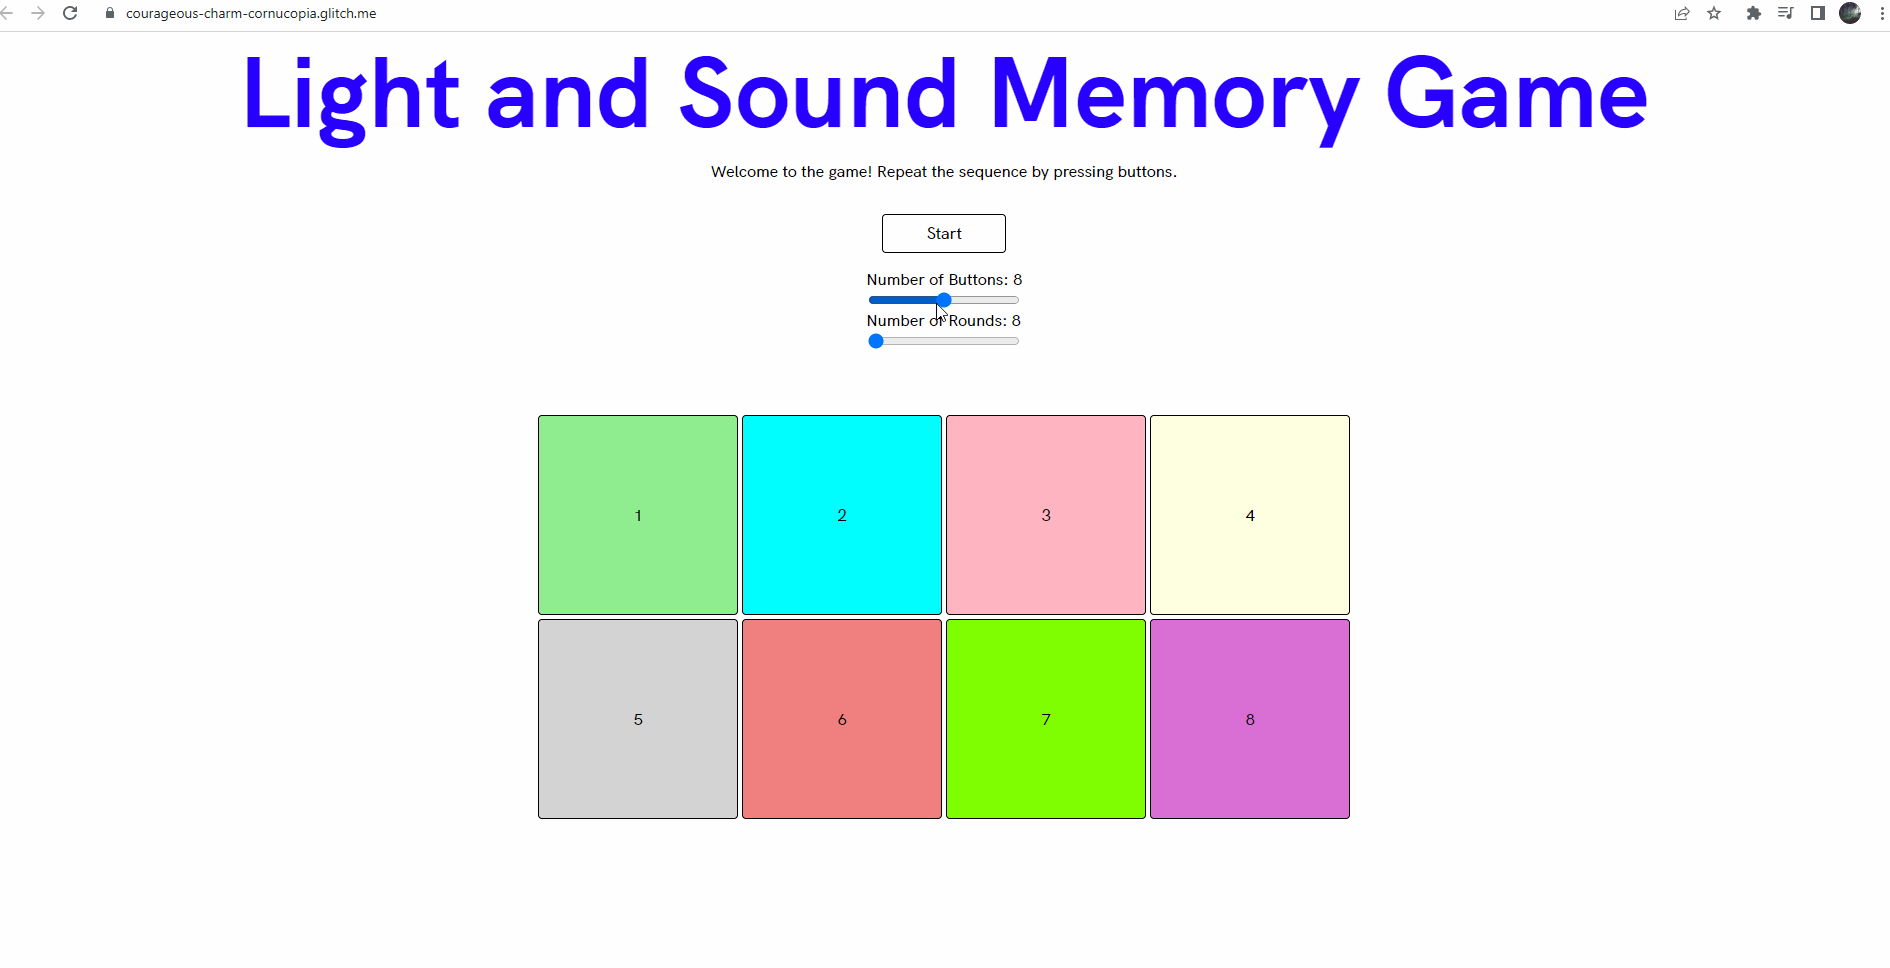 courageous-charm-cornucopia.glitch.me
Light and Sound Memory Game
Welcome to the game! Repeat the sequence by pressing buttons.
Start
Number of Buttons: 8
Number of Rounds: 8
1 2 3 4
5 6 7 8